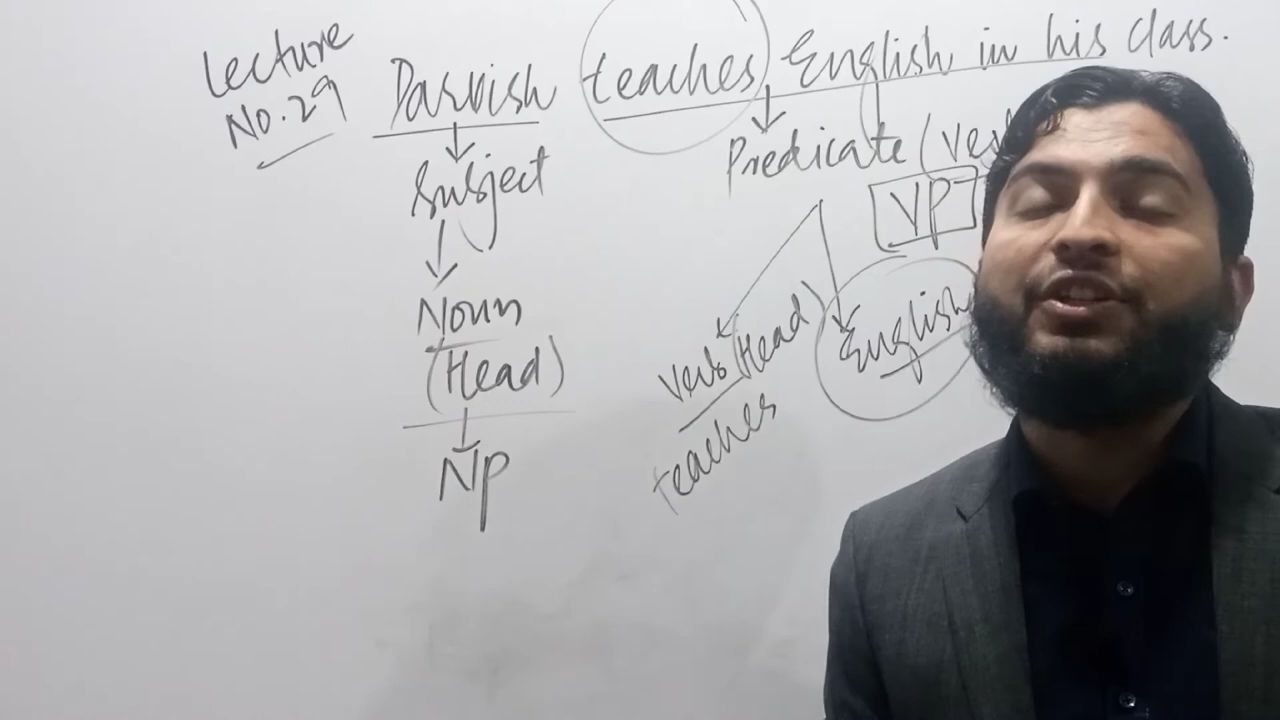 Lecture
No. 29
Darvish teaches English in his class.
Subject
Noun
(Head)
NP
Predicate (Ver
VP
Verb (Head)
teaches
English